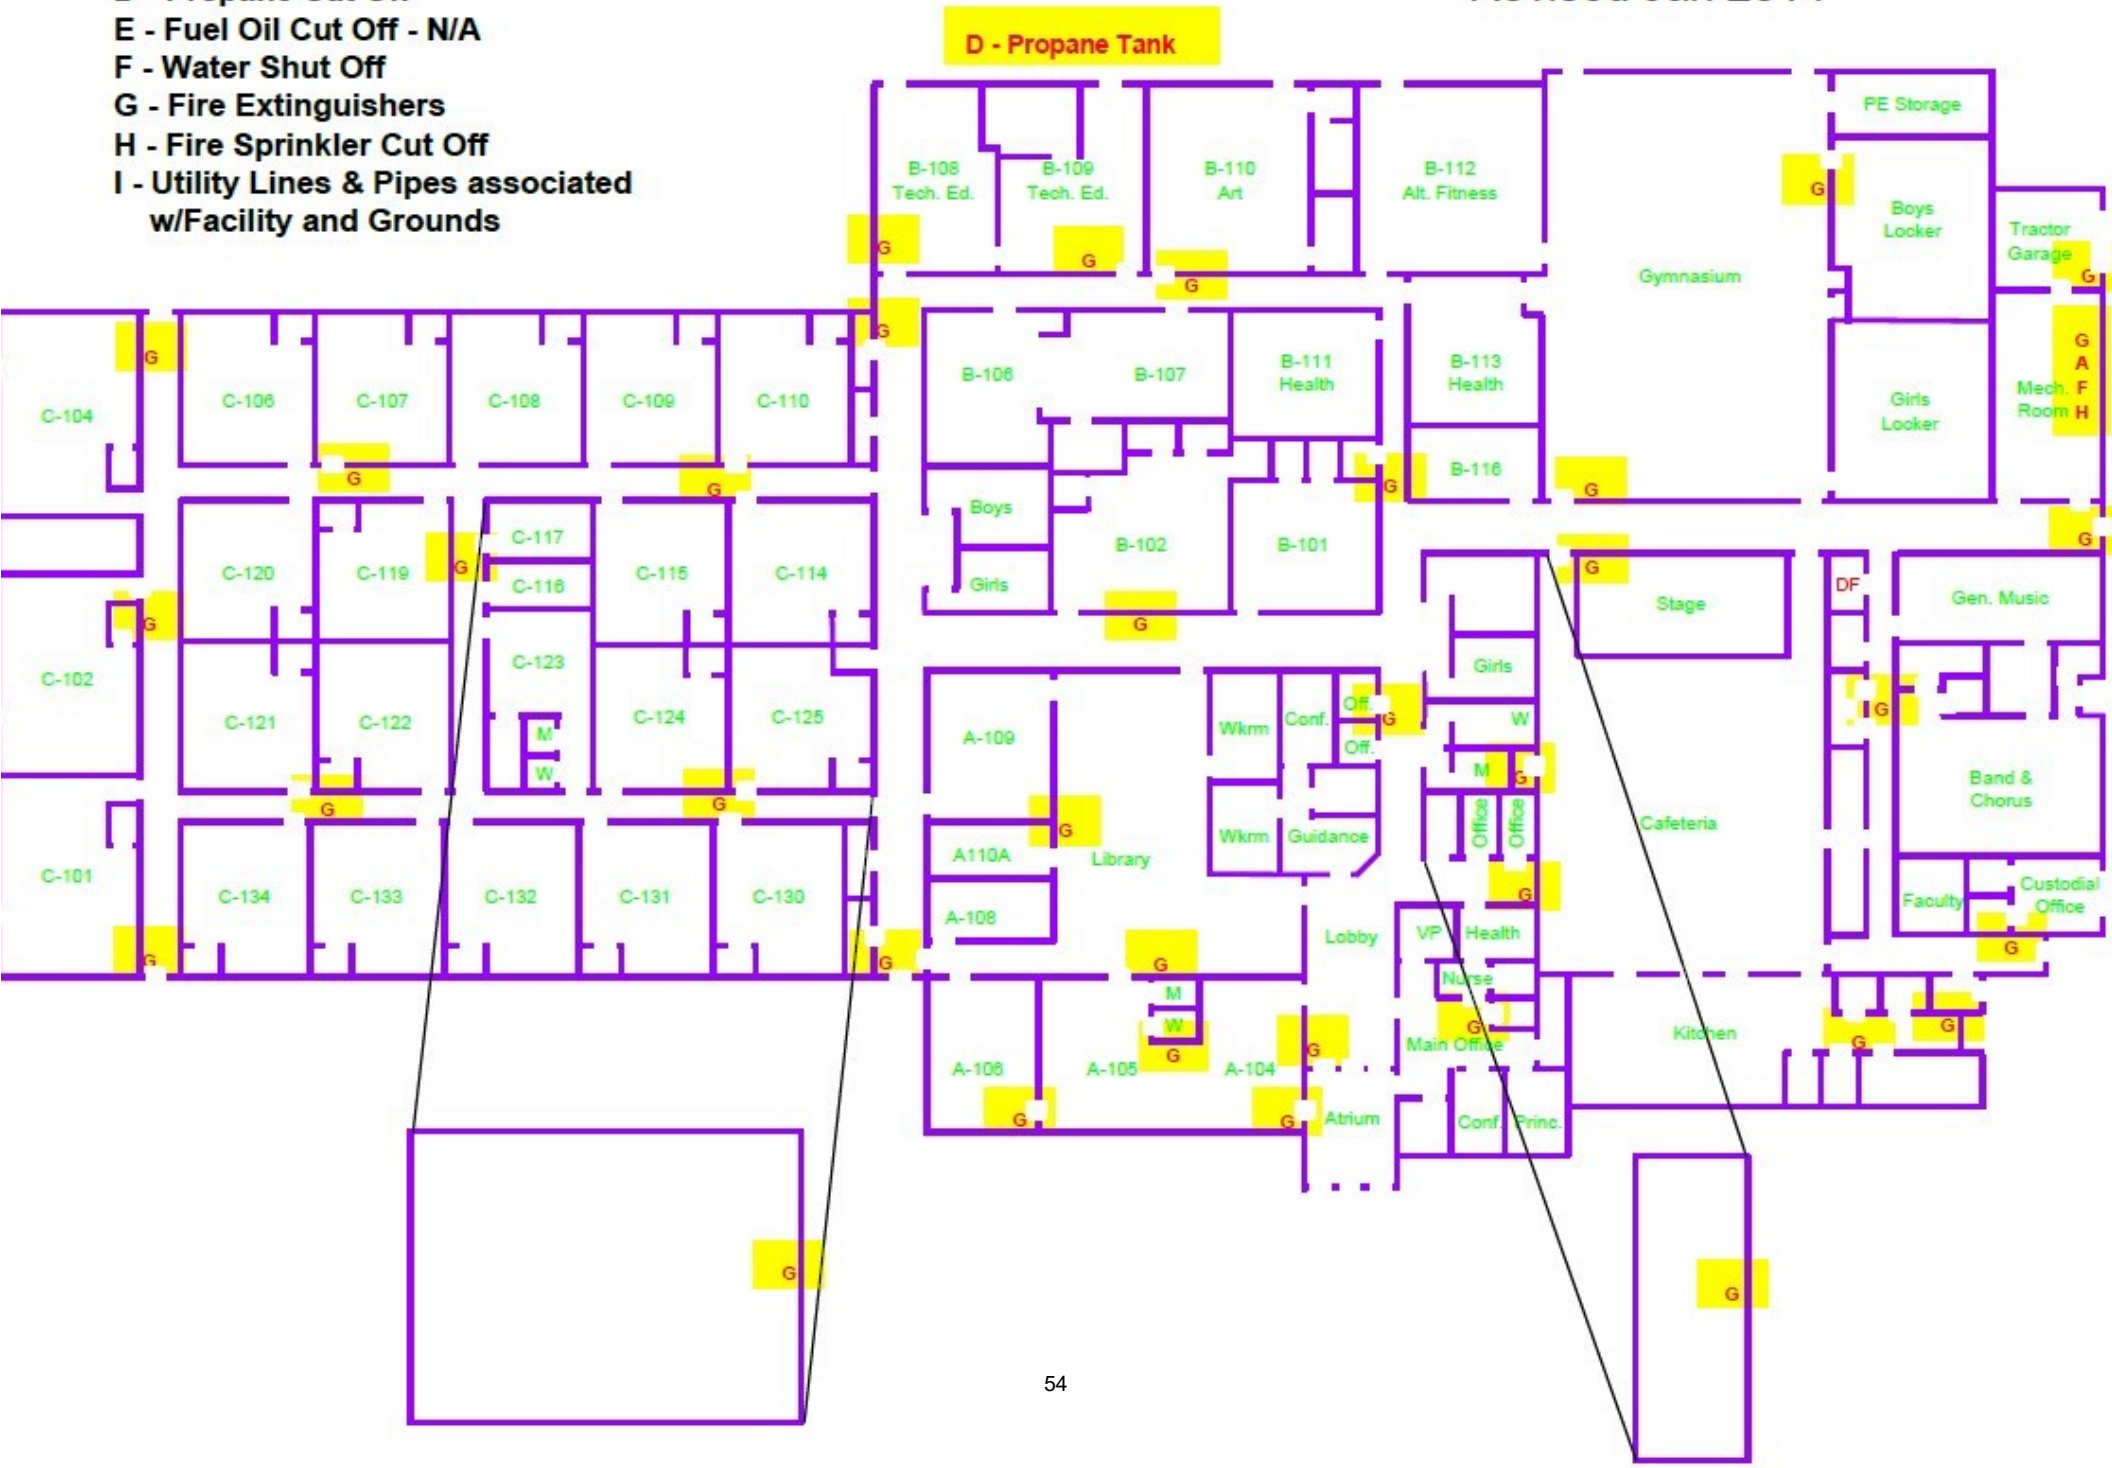 E - Fuel Oil Cut Off - N/A
F - Water Shut Off
G - Fire Extinguishers
H - Fire Sprinkler Cut Off
I - Utility Lines & Pipes associated
w/Facility and Grounds
D - Propane Tank
PE Storage
B-108
Tech. Ed.
B-109
Tech. Ed.
B-110
Art
B-112
Alt. Fitness
G
Boys
Locker
Tractor
Garage
G
G
G
G
G
Gymnasium
G
G
C-104
C-106
C-107
C-108
C-109
C-110
B-106
B-107
B-111
Health
B-113
Health
Girls
Locker
Mech.
Room
G
A
F
H
G
G
G
B-116
G
Boys
C-117
B-102
B-101
G
C-120
C-119
G
C-116
C-115
C-114
Girls
G
DF
Gen. Music
Stage
G
G
C-102
C-123
Girls
C-121
C-122
M
W
C-124
C-125
A-109
Wkrm
Conf.
Off.
Off.
G
W
G
M
G
Band &
Chorus
G
G
G
Library
Wkrm
Guidance
Office
Office
Cafeteria
A110A
C-101
C-134
C-133
C-132
C-131
C-130
A-108
Lobby
VP
Health
G
Faculty
Custodial
Office
G
G
G
G
M
W
G
Nurse
G
Main Office
G
Kitchen
G
G
A-106
A-105
A-104
G
G
Atrium
Conf.
Princ.
G
G
54